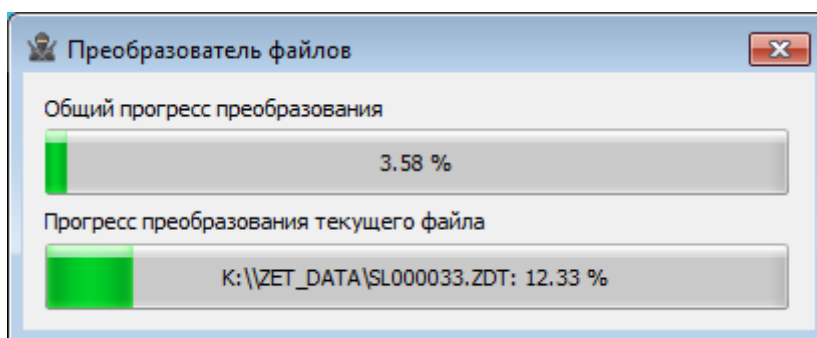 Преобразователь файлов
Общий прогресс преобразования
3.58 %
Прогресс преобразования текущего файла
K:\\ZET_DATA\SL000033.ZDT: 12.33 %